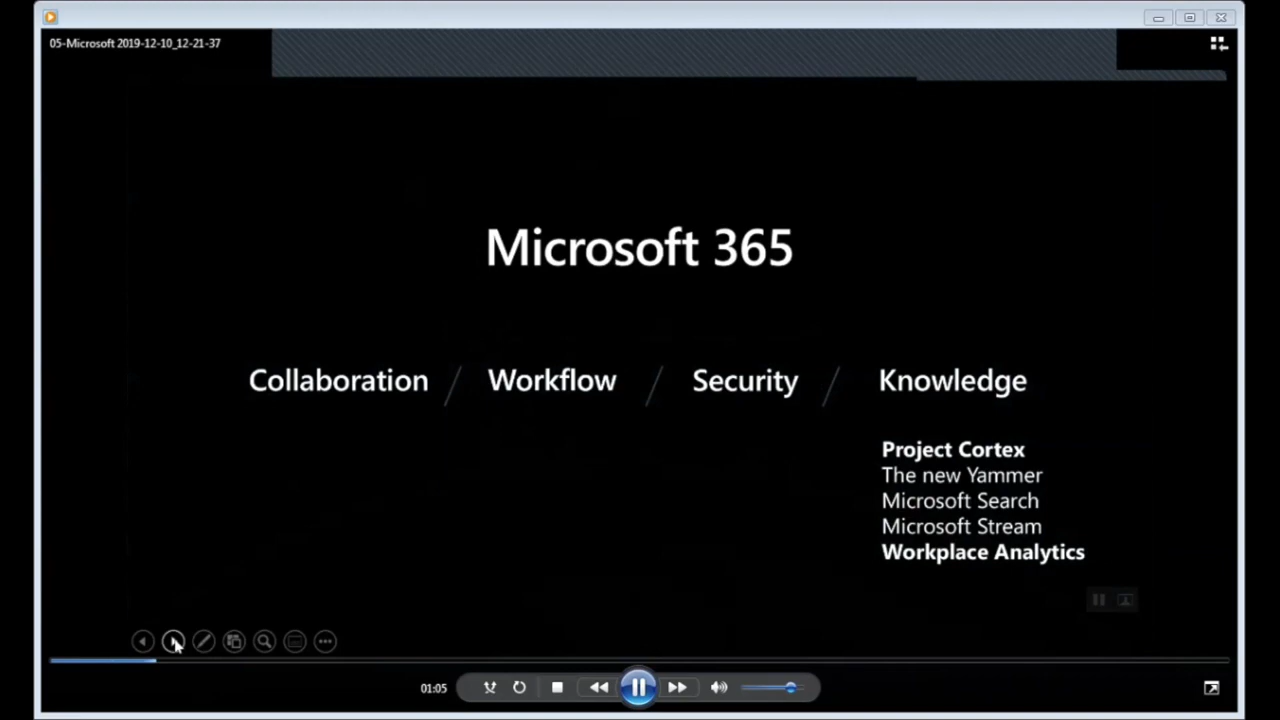 05-Microsoft 2019-12-10_12-21-37
Microsoft 365
Collaboration / Workflow / Security / Knowledge
Project Cortex
The new Yammer
Microsoft Search
Microsoft Stream
Workplace Analytics
01:05